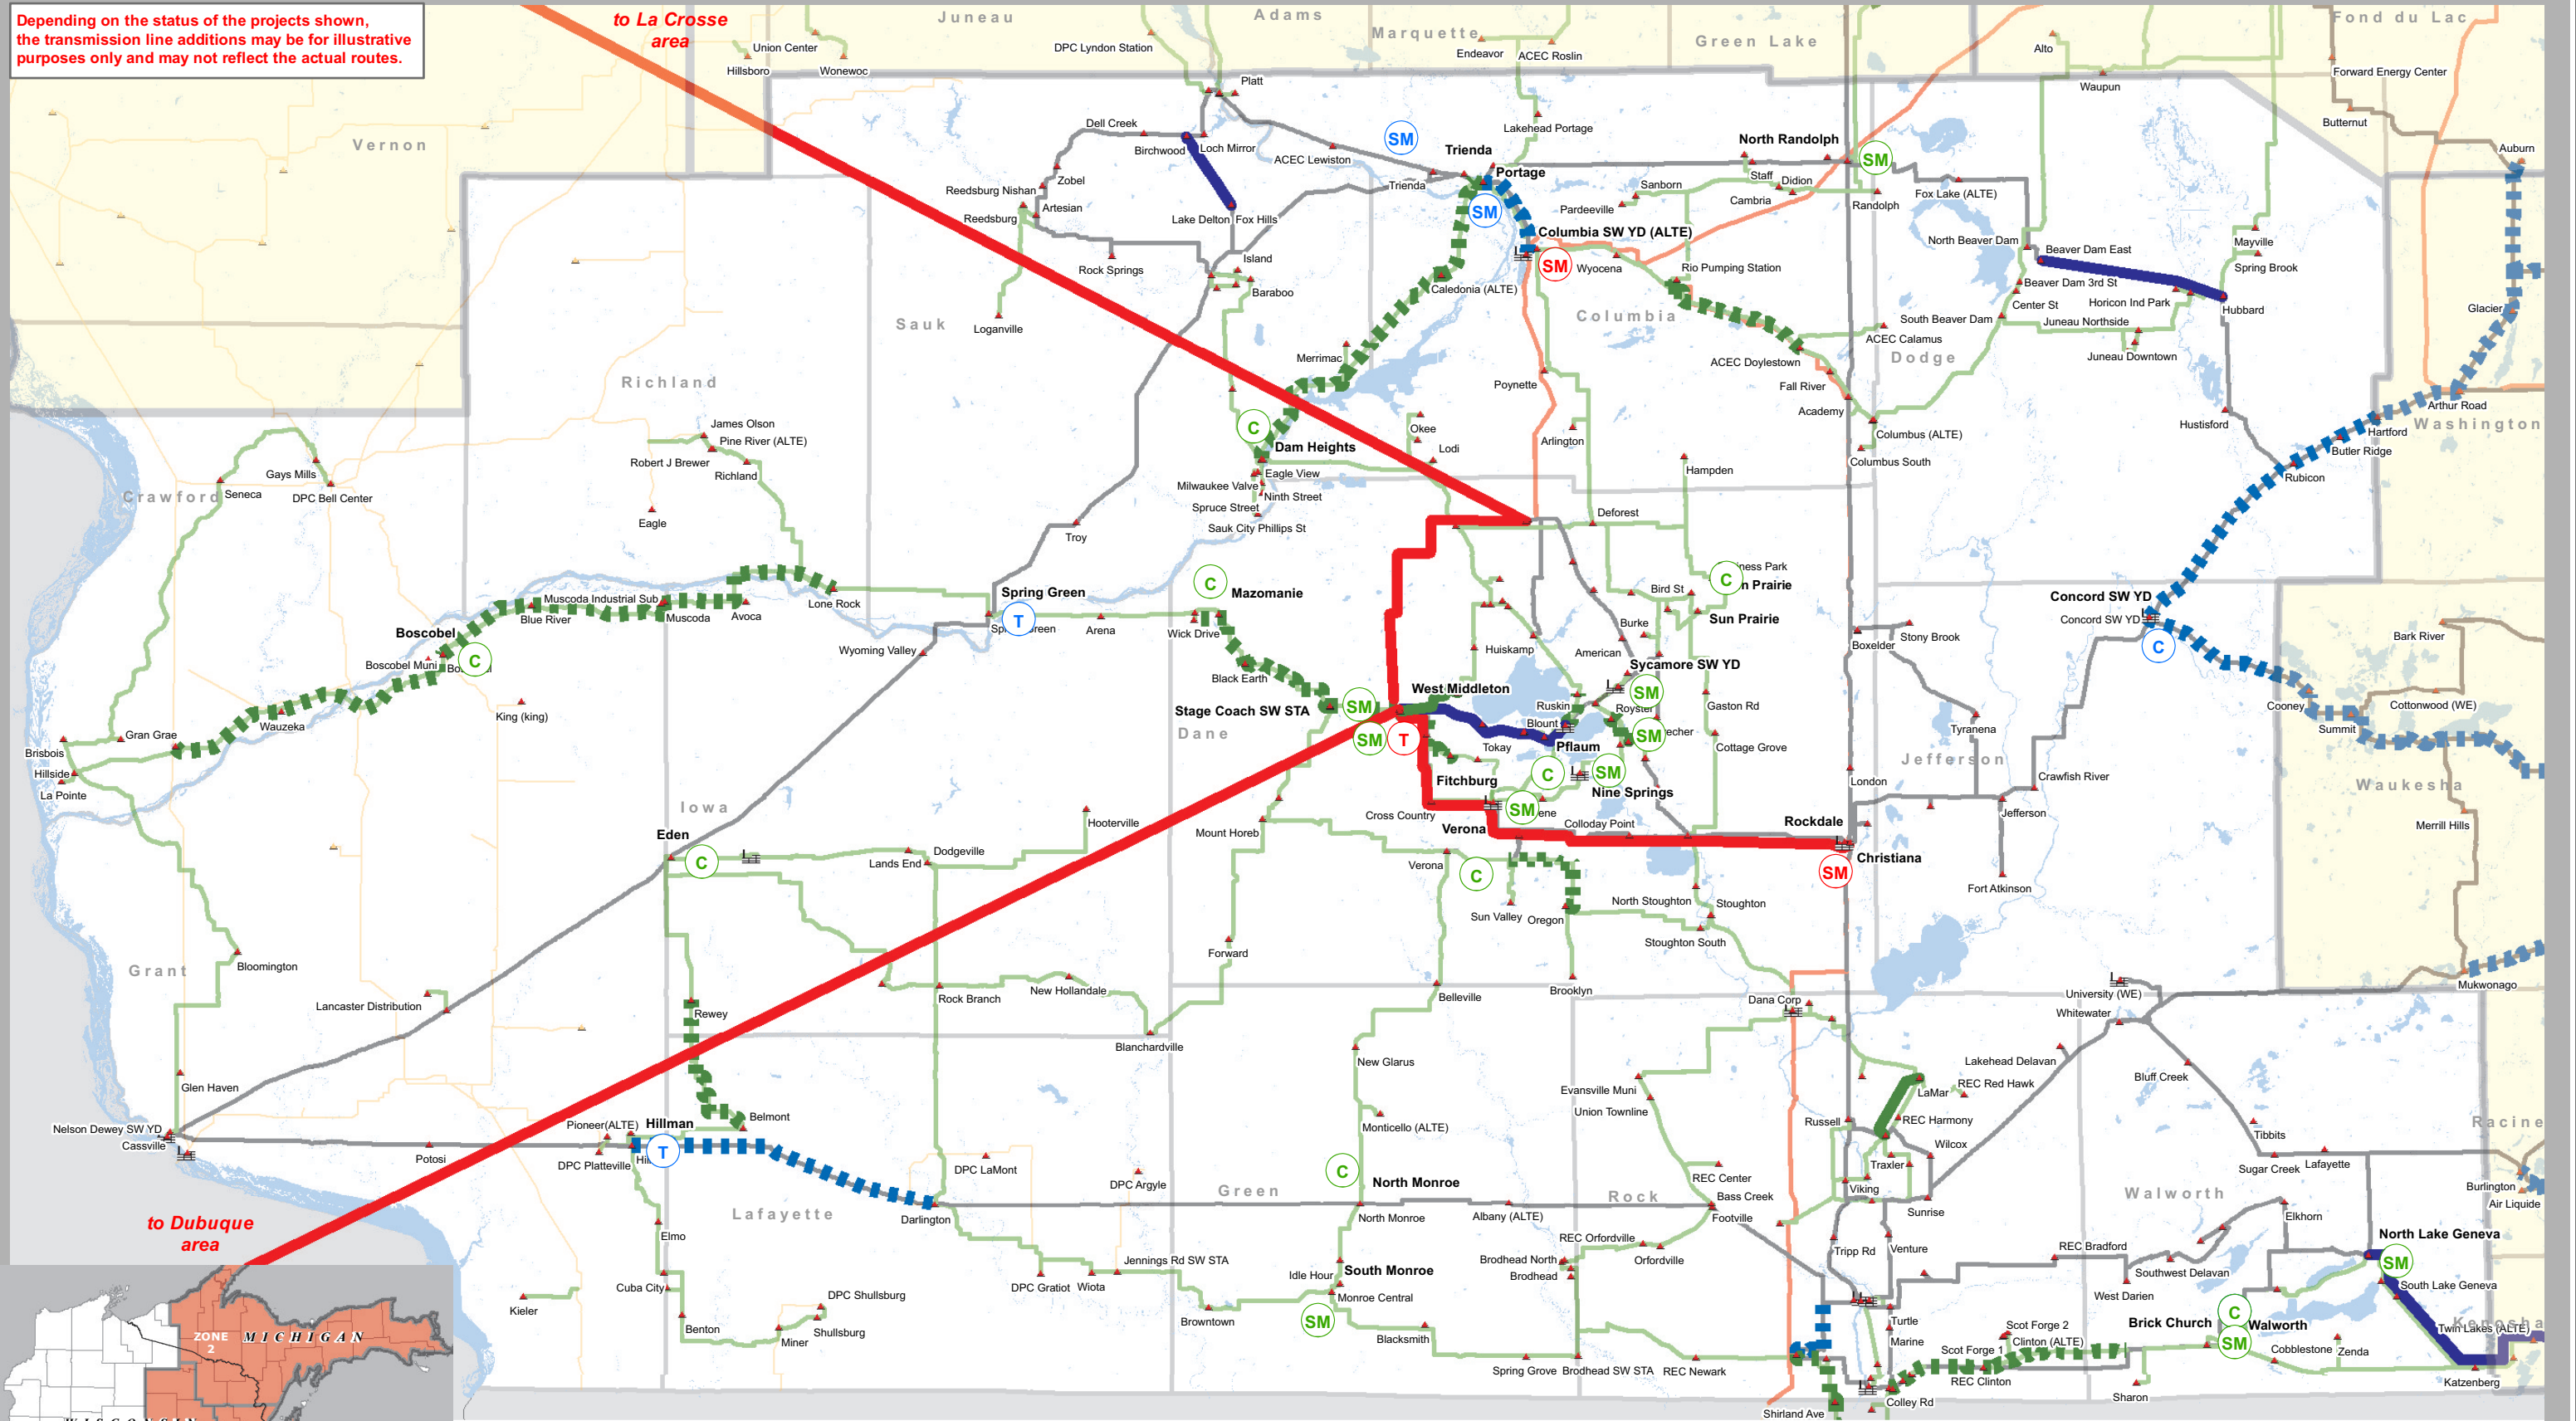 Depending on the status of the projects shown,
the transmission line additions may be for illustrative
purposes only and may not reflect the actual routes.
to La Crosse
area
Juneau
Adams
Marquette
Green Lake
Fond du Lac
Union Center
Hillsboro
Wonewoc
DPC Lyndon Station
Endeavor
ACEC Roslin
Alto
Forward Energy Center
Waupun
Platt
Butternut
Vernon
Dell Creek
Birchwood
Loch Mirror
ACEC Lewiston
SM
Lakehead Portage
Trienda
North Randolph
SM
Auburn
Zobel
Reedsburg Nishan
Artesian
Reedsburg
Lake Delton
Fox Hills
Trienda
Portage
SM
Sanborn
Pardeeville
Staff
Didion
Cambria
Randolph
Fox Lake (ALTE)
Columbia SW YD (ALTE)
SM
Wyocena
Rio Pumping Station
North Beaver Dam
Beaver Dam East
Mayville
Spring Brook
Rock Springs
Island
Baraboo
Caledonia (ALTE)
Beaver Dam 3rd St
Center St
Horicon Ind Park
Hubbard
Glacier
Loganville
Sauk
Columbia
South Beaver Dam
Juneau Northside
Juneau Downtown
ACEC Calamus
Dodge
Merrimac
Poynette
ACEC Doylestown
Fall River
Academy
Richland
James Olson
Pine River (ALTE)
Robert J Brewer
Richland
Okee
Lodi
Arlington
Columbus (ALTE)
Columbus South
Hustisford
Arthur Road
Hartford
Washington
Butler Ridge
Rubicon
C
Dam Heights
Eagle View
Milwaukee Valve
Ninth Street
Spruce Street
Sauk City Phillips St
Hampden
Gays Mills
Seneca
Crawford
DPC Bell Center
Eagle
Troy
Deforest
C
Mazomanie
Spring Green
T
Arena
Wick Drive
Lone Rock
Muscoda Industrial Sub
Muscoda
Avoca
Blue River
Boscobel
Boscobel Muni
C
Wyoming Valley
Bird St
C
Sun Prairie
Burke
Huiskamp
American
Concord SW YD
Concord SW YD
C
Stony Brook
Boxelder
Bark River
Black Earth
Sycamore SW YD
SM
West Middleton
Stage Coach SW STA
SM
SM
T
Dane
Ruskin
Blount
Gaston Rd
SM
Cottage Grove
Tokay
Pflaum
C
SM
Nine Springs
Fitchburg
SM
Cooney
Cottonwood (WE)
Summit
Tyranena
Jefferson
Waukesha
King (king)
Wauzeka
Gran Grae
Brisbois
Hillside
La Pointe
London
Crawfish River
Jefferson
Merrill Hills
Iowa
Eden
C
Hooterville
Dodgeville
Lands End
Mount Horeb
Cross Country
Verona
Colloday Point
Rockdale
Christiana
SM
Verona
C
Fort Atkinson
Sun Valley
Oregon
North Stoughton
Stoughton
Stoughton South
Forward
Grant
Bloomington
Lancaster Distribution
Rock Branch
New Hollandale
Belleville
Brooklyn
Dana Corp
University (WE)
Whitewater
Mukwonago
Rewey
Blanchardville
New Glarus
Evansville Muni
Union Townline
Lakehead Delavan
LaMar
REC Red Hawk
Bluff Creek
Glen Haven
Nelson Dewey SW YD
Cassville
Potosi
Pioneer(ALTE)
Hillman
T
DPC Platteville
Belmont
Monticello (ALTE)
Russell
REC Harmony
Wilcox
Tibbits
Racine
DPC LaMont
DPC Argyle
C
North Monroe
REC Center
Bass Creek
Traxler
Viking
Sugar Creek
Lafayette
Walworth
Burlington
Air Liquide
to Dubuque
area
Lafayette
Darlington
Green
North Monroe
Albany (ALTE)
Rock
Footville
Sunrise
Elkhorn
North Lake Geneva
SM
South Lake Geneva
Elmo
Cuba City
Jennings Rd SW STA
DPC Gratiot
Wiota
Idle Hour
South Monroe
Monroe Central
SM
REC Orfordville
Orfordville
Brodhead North
Brodhead
Tripp Rd
Venture
REC Bradford
Southwest Delavan
West Darien
Kieler
DPC Shullsburg
Shullsburg
Miner
Benton
Browntown
Blacksmith
Turtle
Marine
Scot Forge 2
Clinton (ALTE)
Scot Forge 1
REC Clinton
Brick Church
C
Walworth
SM
Cobblestone
Zenda
Twin Lakes (ALTE)
Kenosha
Katzenberg
Spring Grove
Brodhead SW STA
REC Newark
Sharon
Colley Rd
Shirland Ave
ZONE
2
MICHIGAN